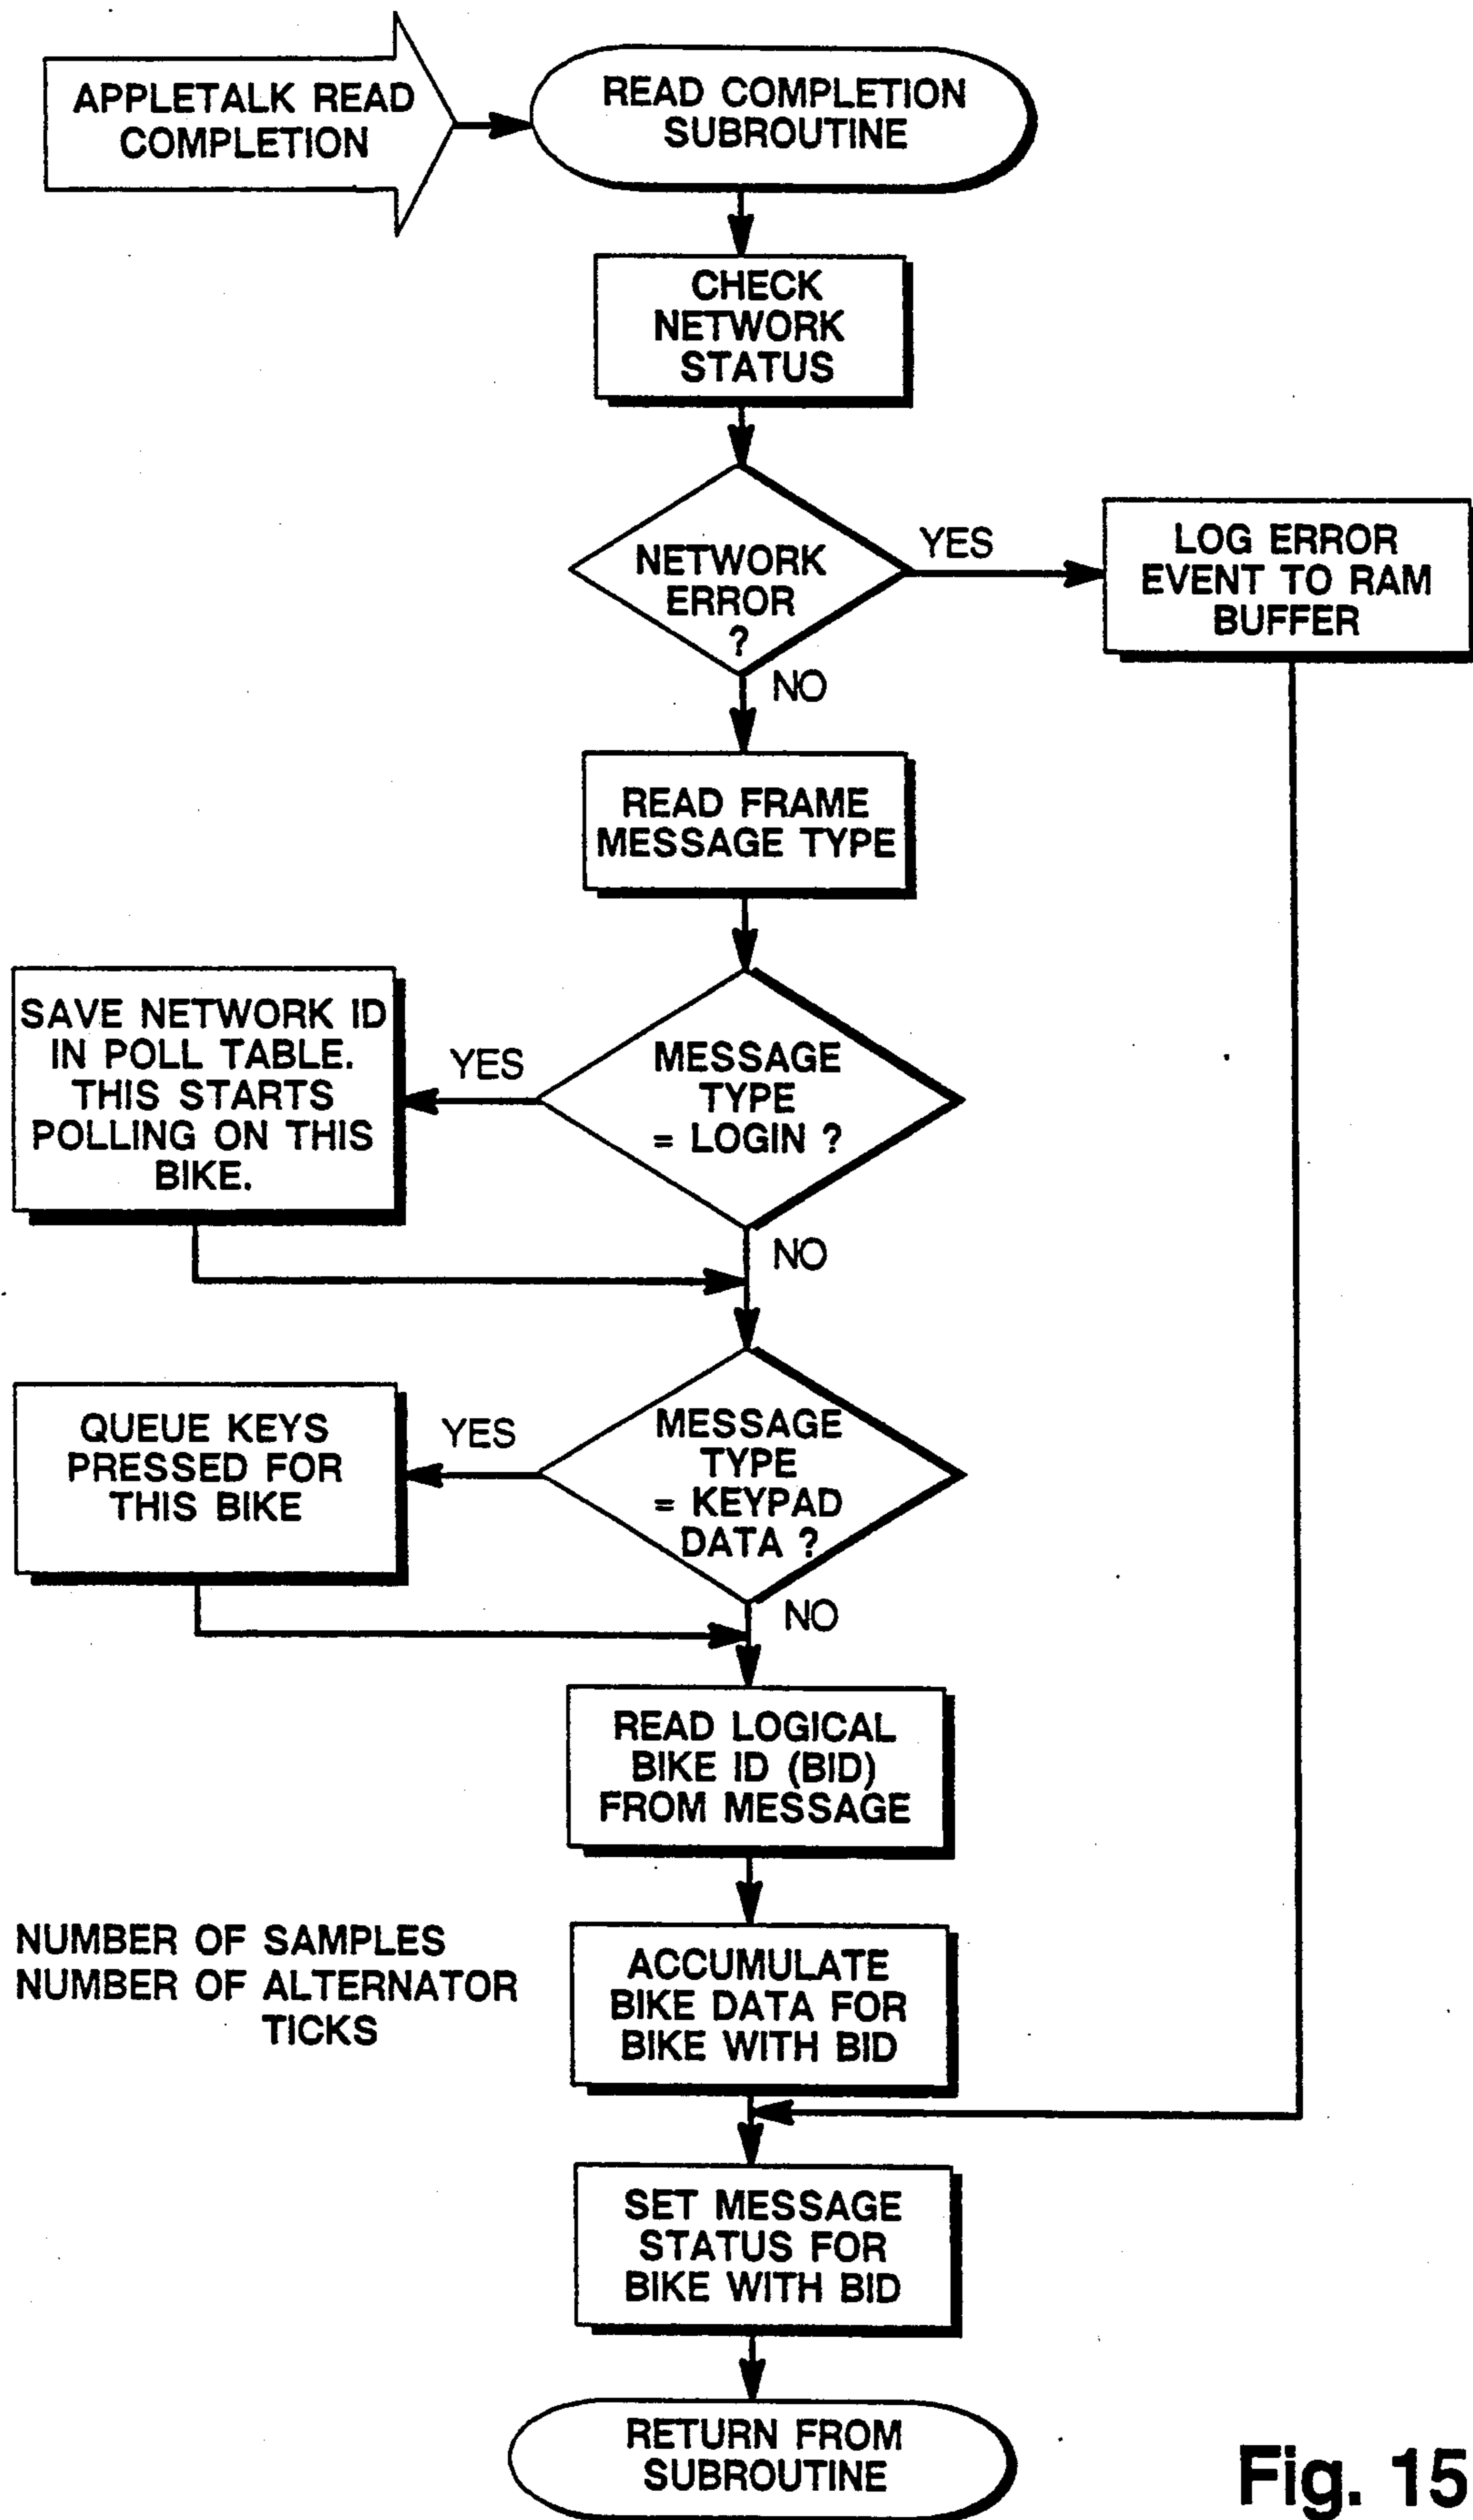 APPLETALK READ
COMPLETION
READ COMPLETION
SUBROUTINE
CHECK
NETWORK
STATUS
NETWORK
ERROR
?
YES
LOG ERROR
EVENT TO RAM
BUFFER
NO
READ FRAME
MESSAGE TYPE
MESSAGE
TYPE
= LOGIN ?
YES
SAVE NETWORK ID
IN POLL TABLE.
THIS STARTS
POLLING ON THIS
BIKE.
NO
MESSAGE
TYPE
= KEYPAD
DATA ?
YES
QUEUE KEYS
PRESSED FOR
THIS BIKE
NO
READ LOGICAL
BIKE ID (BID)
FROM MESSAGE
NUMBER OF SAMPLES
NUMBER OF ALTERNATOR
TICKS
ACCUMULATE
BIKE DATA FOR
BIKE WITH BID
SET MESSAGE
STATUS FOR
BIKE WITH BID
RETURN FROM
SUBROUTINE
Fig. 15